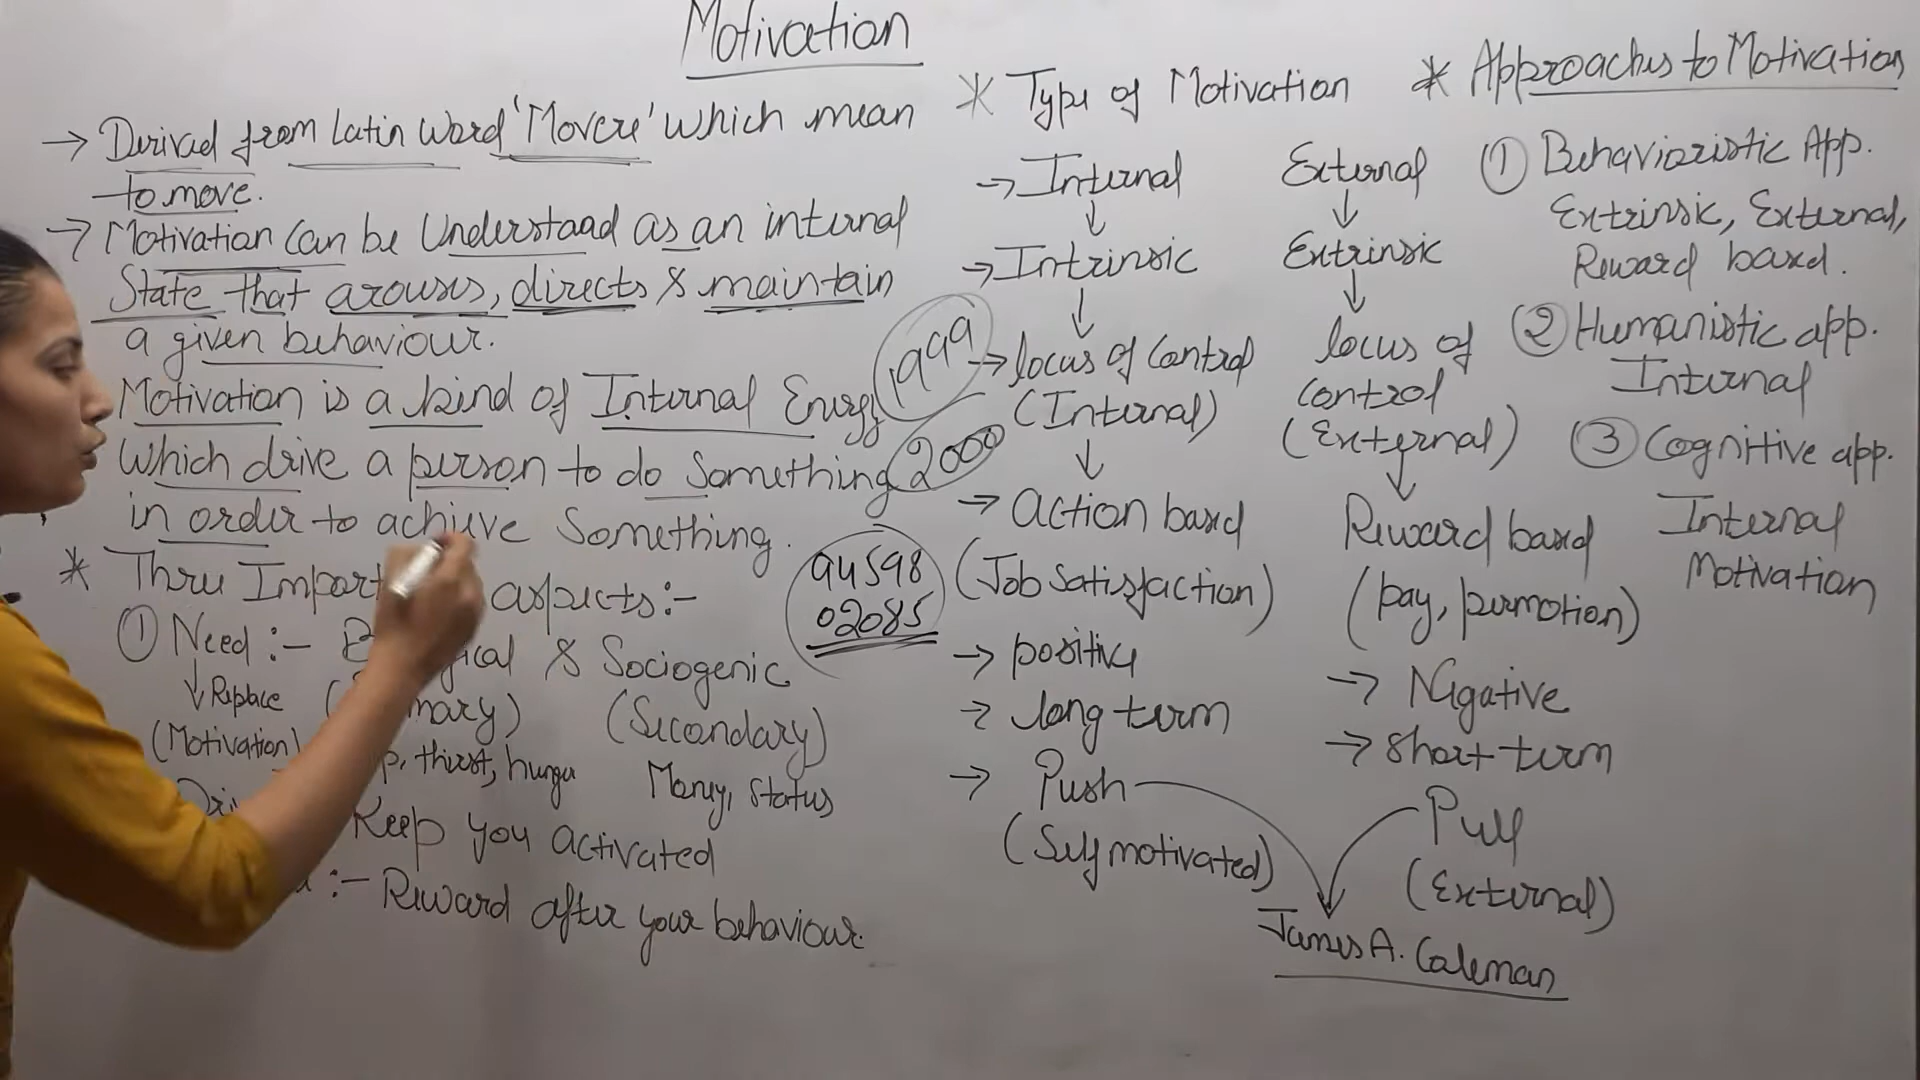 Motivation
→ Derived from Latin Word 'Movere' which mean
to move.
→ Motivation can be Understaad as an internal
State that arouses, directs & maintain
a given behaviour.
Motivation is a kind of Internal Energy
Which drive a person to do Something
in order to achieve Something.
1999
2000
94598
02085
* Three aspects:-
① Need :- & Sociogenic
↓ Replace (Secondary)
(Motivation) thirst, hunger Money, Status
Keep you activated
:- Reward after your behaviour.
* Type of Motivation
→ Internal External
↓ ↓
→ Intrinsic Extrinsic
↓ ↓
→ locus of Control locus of control
(Internal) (External)
↓ ↓
→ Action based Reward based
(Job Satisfaction) (pay, permotion)
→ positive → Negative
→ long term → Short term
→ Push Pull
(Self motivated) (External)
James A. Coleman
* Approaches to Motivation
① Behavioristic App.
Extrinsic, External,
Reward based.
② Humanistic app.
Internal
③ Cognitive app.
Internal
Motivation